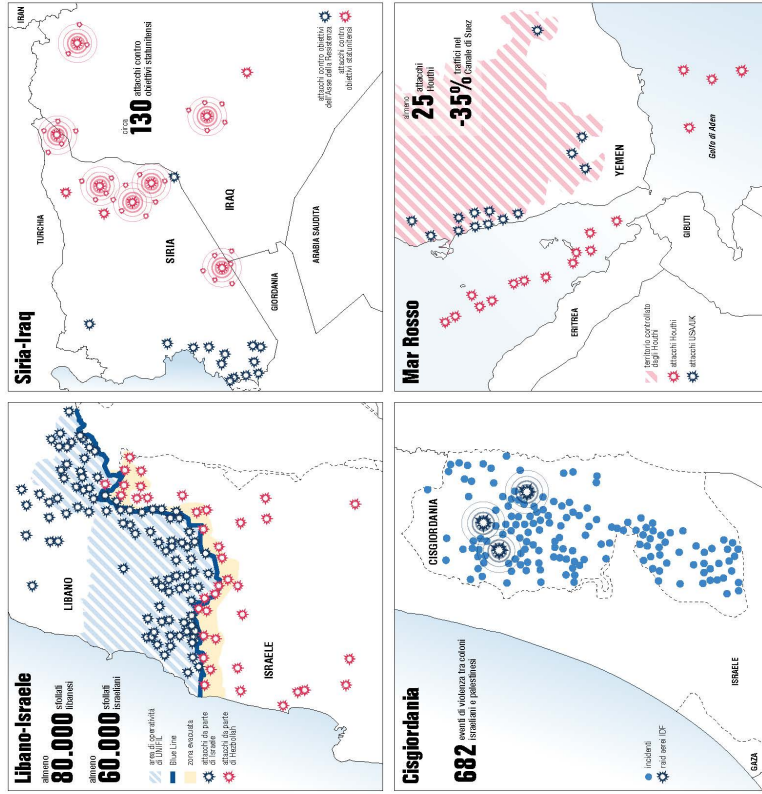 Libano-Israele
almeno
80.000 sfollati
libanesi
almeno
60.000 sfollati
israeliani
area di operatività
di UNIFIL
Blue Line
zona evacuata
attacchi da parte
di Israele
attacchi da parte
di Hezbollah
LIBANO
ISRAELE
Siria-Iraq
TURCHIA
IRAN
SIRIA
IRAQ
GIORDANIA
ARABIA SAUDITA
circa
130 attacchi contro
obiettivi statunitensi
attacchi contro obiettivi
dell'Asse della Resistenza
attacchi contro
obiettivi statunitensi
Cisgiordania
682 eventi di violenza tra coloni
israeliani e palestinesi
incidenti
raid aerei IDF
CISGIORDANIA
ISRAELE
GAZA
Mar Rosso
almeno
25 attacchi
Houthi
-35% traffici nel
Canale di Suez
territorio controllato
dagli Houthi
attacchi Houthi
attacchi USA/UK
ERITREA
YEMEN
GIBUTI
Golfo di Aden